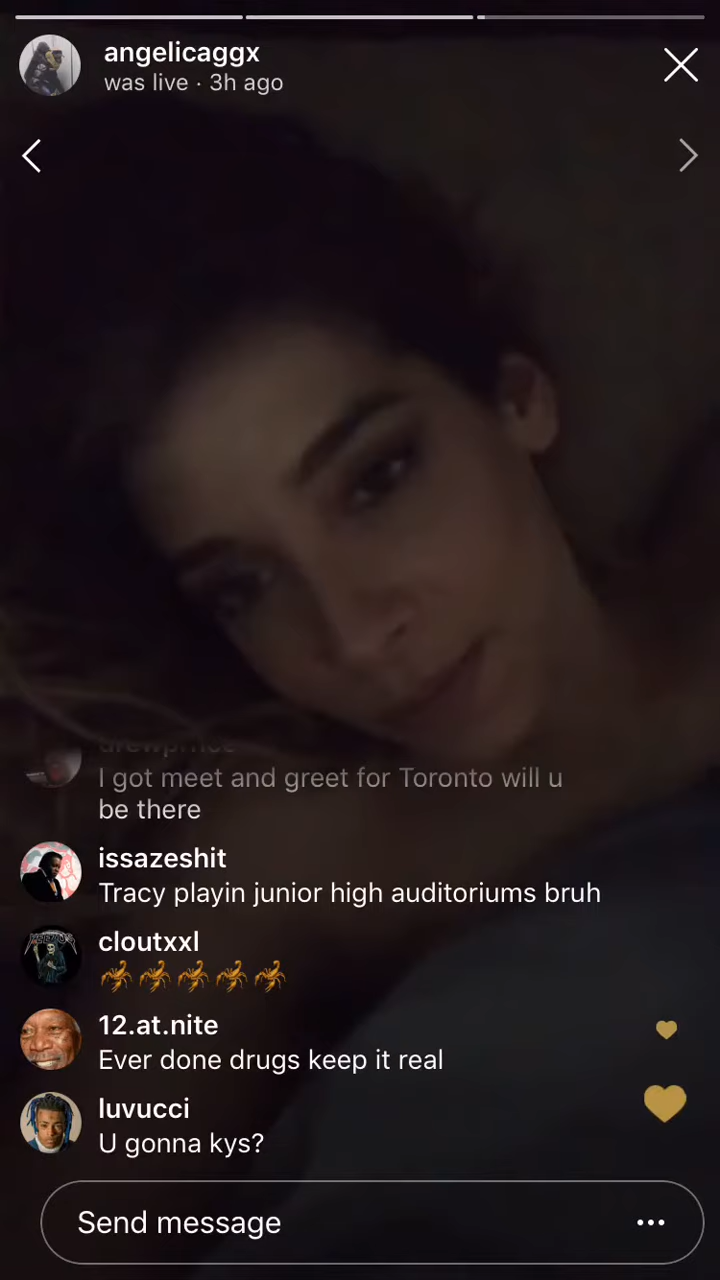 angelicaggx
was live · 3h ago
I got meet and greet for Toronto will u
be there
issazeshit
Tracy playin junior high auditoriums bruh
cloutxxl
🦂🦂🦂🦂🦂
12.at.nite
Ever done drugs keep it real
luvucci
U gonna kys?
Send message